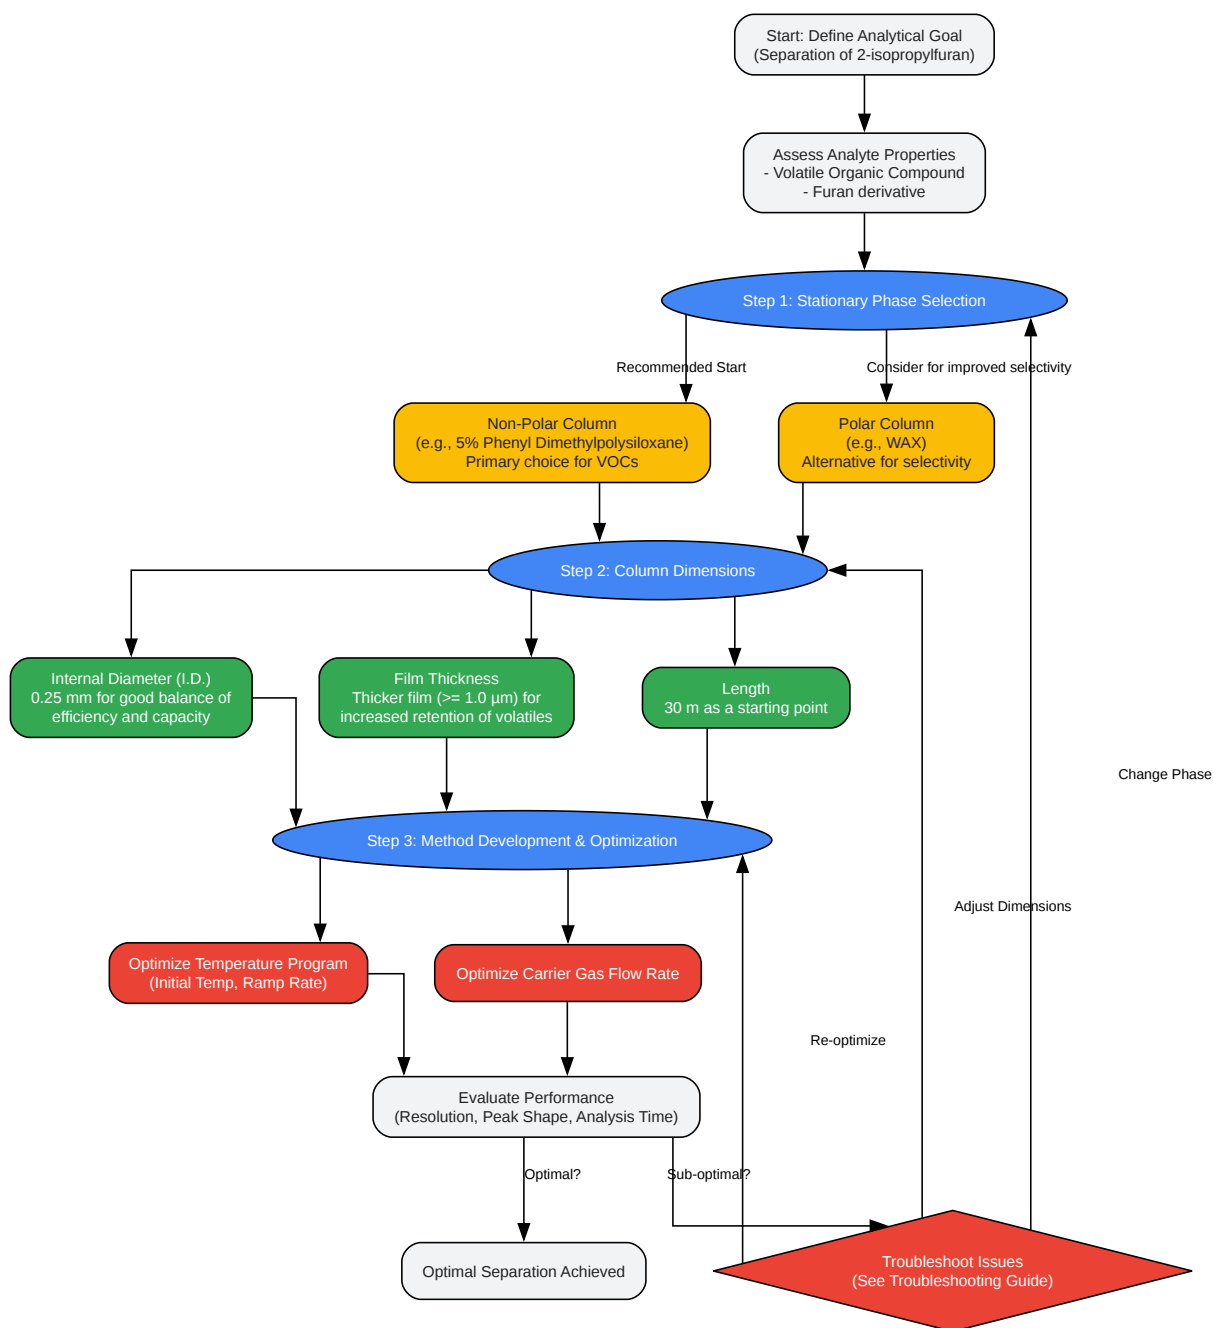 Start: Define Analytical Goal
(Separation of 2-isopropylfuran)
Assess Analyte Properties
- Volatile Organic Compound
- Furan derivative
Step 1: Stationary Phase Selection
Recommended Start
Consider for improved selectivity
Non-Polar Column
(e.g., 5% Phenyl Dimethylpolysiloxane)
Primary choice for VOCs
Polar Column
(e.g., WAX)
Alternative for selectivity
Step 2: Column Dimensions
Internal Diameter (I.D.)
0.25 mm for good balance of
efficiency and capacity
Film Thickness
Thicker film (>= 1.0 µm) for
increased retention of volatiles
Length
30 m as a starting point
Change Phase
Step 3: Method Development & Optimization
Adjust Dimensions
Optimize Temperature Program
(Initial Temp, Ramp Rate)
Optimize Carrier Gas Flow Rate
Re-optimize
Evaluate Performance
(Resolution, Peak Shape, Analysis Time)
Optimal?
Sub-optimal?
Optimal Separation Achieved
Troubleshoot Issues
(See Troubleshooting Guide)